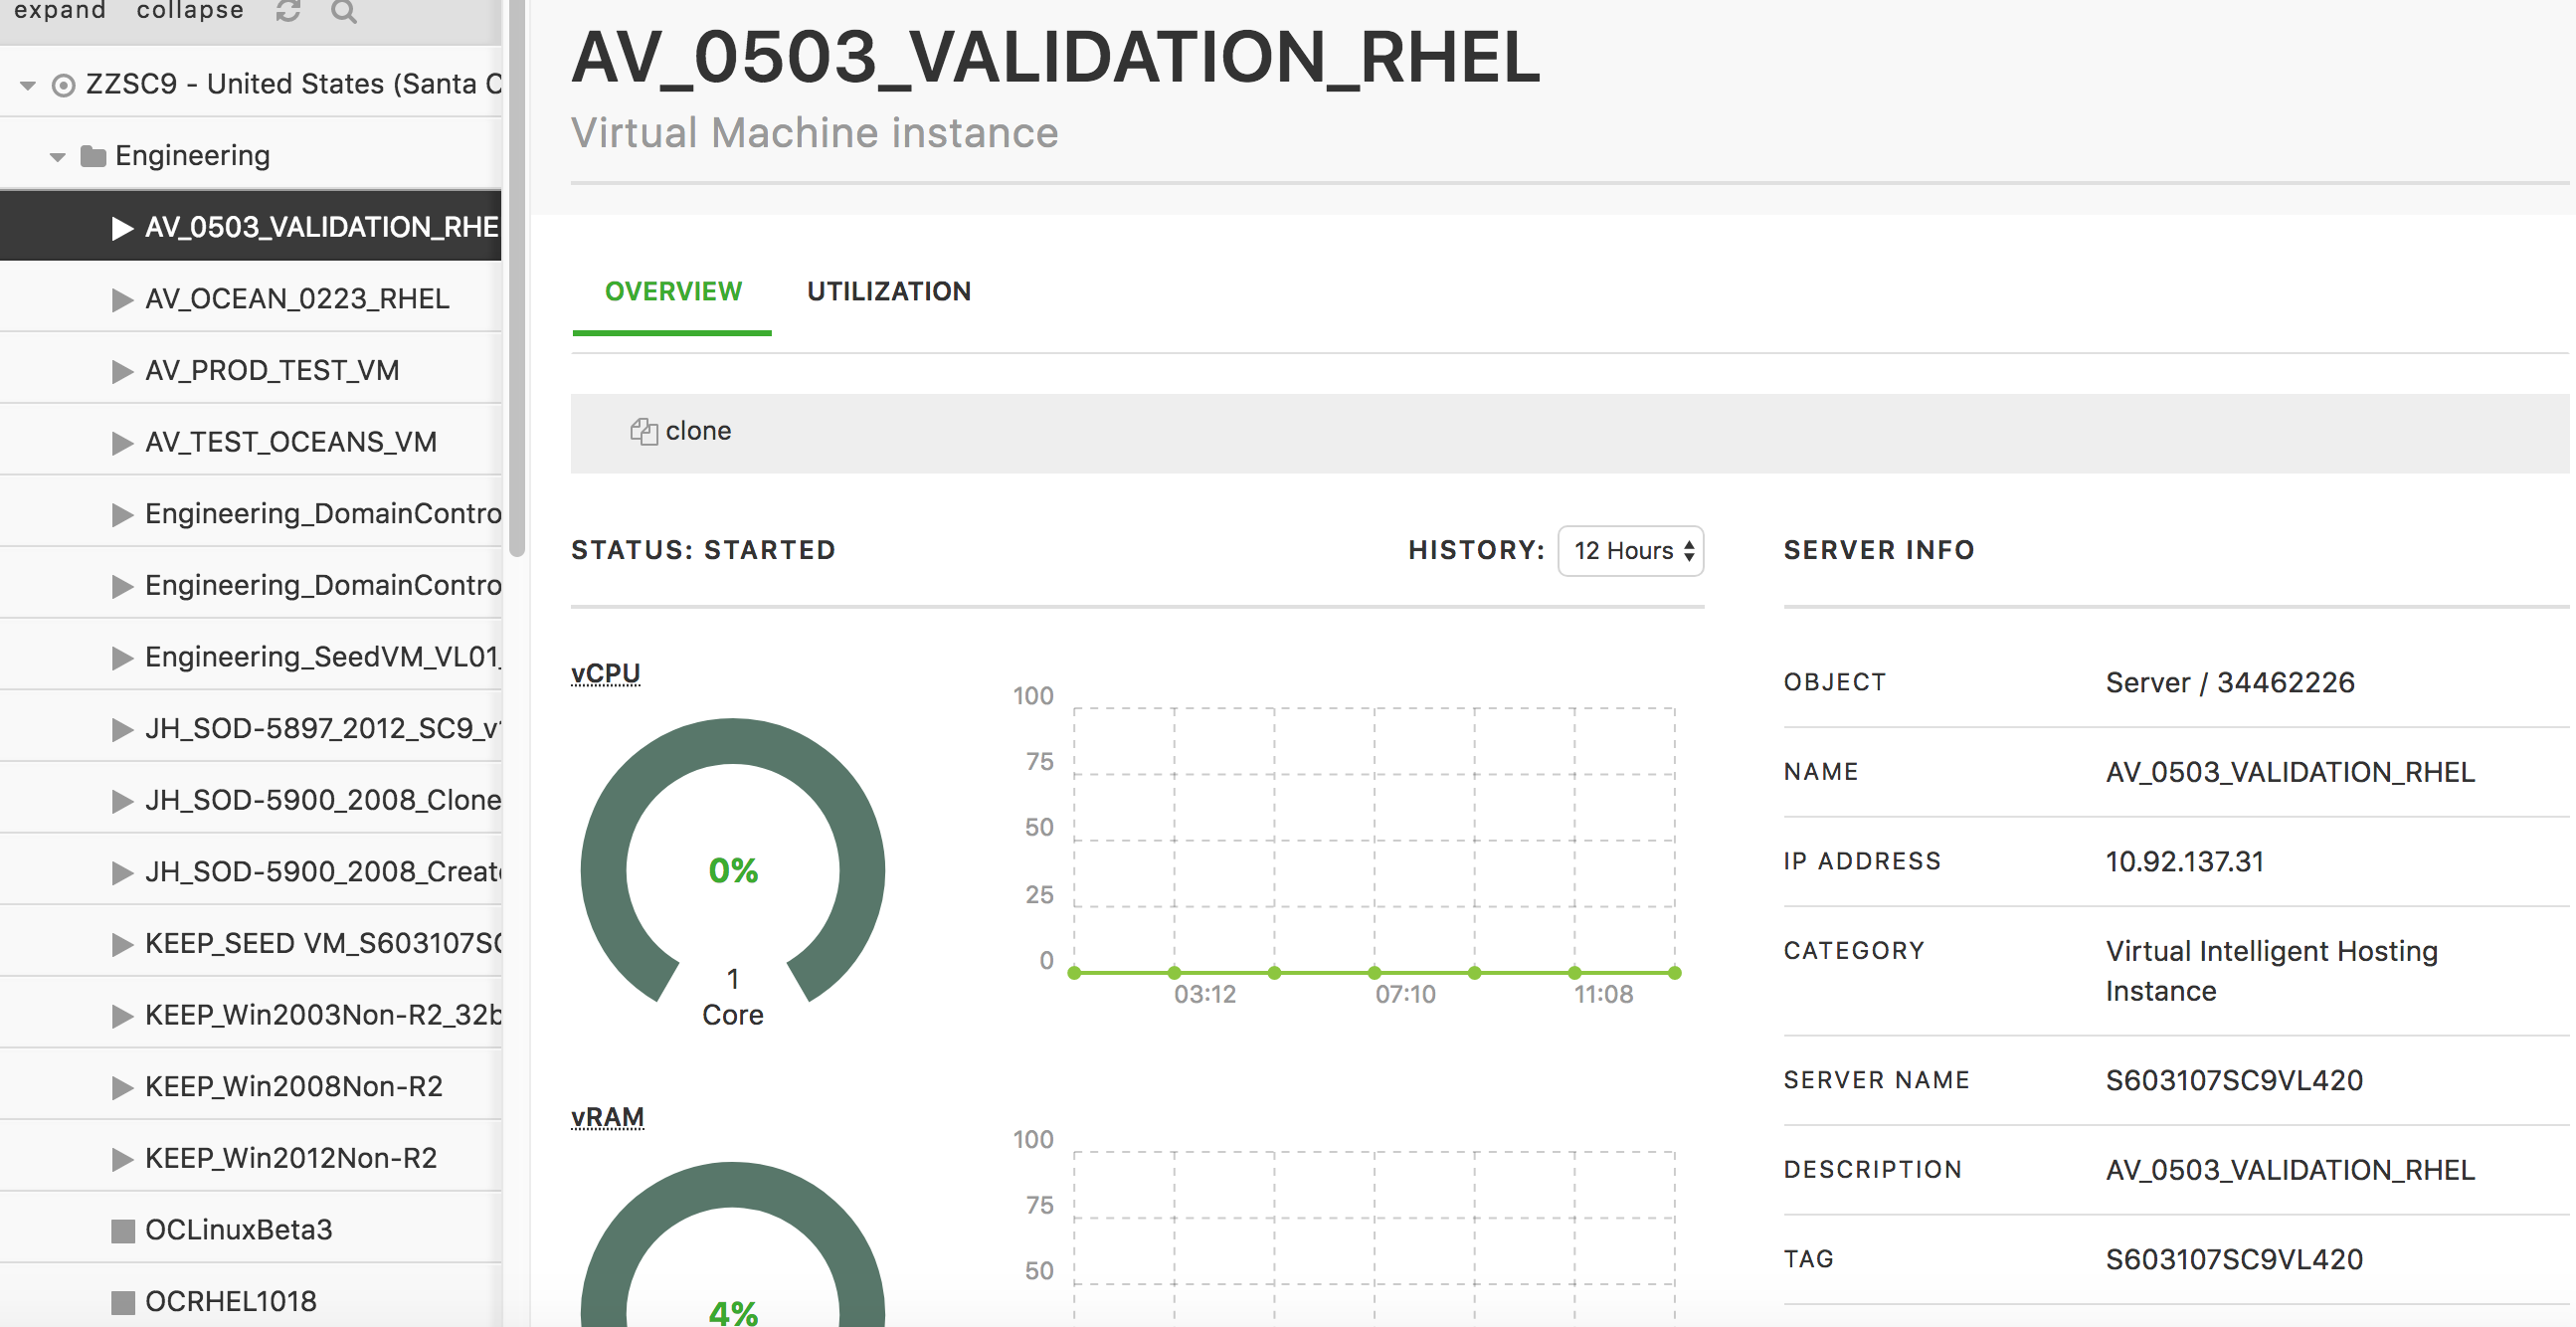 expand collapse
ZZSC9 - United States (Santa C
Engineering
AV_0503_VALIDATION_RHE
AV_OCEAN_0223_RHEL
AV_PROD_TEST_VM
AV_TEST_OCEANS_VM
Engineering_DomainContro
Engineering_DomainContro
Engineering_SeedVM_VL01_
JH_SOD-5897_2012_SC9_v
JH_SOD-5900_2008_Clone
JH_SOD-5900_2008_Creat
KEEP_SEED VM_S603107SC
KEEP_Win2003Non-R2_32b
KEEP_Win2008Non-R2
KEEP_Win2012Non-R2
OCLinuxBeta3
OCRHEL1018
AV_0503_VALIDATION_RHEL
Virtual Machine instance
OVERVIEW UTILIZATION
clone
STATUS: STARTED HISTORY: 12 Hours
vCPU
0%
1
Core
100
75
50
25
0
03:12 07:10 11:08
vRAM
4%
100
75
50
SERVER INFO
OBJECT Server / 34462226
NAME AV_0503_VALIDATION_RHEL
IP ADDRESS 10.92.137.31
CATEGORY Virtual Intelligent Hosting
Instance
SERVER NAME S603107SC9VL420
DESCRIPTION AV_0503_VALIDATION_RHEL
TAG S603107SC9VL420